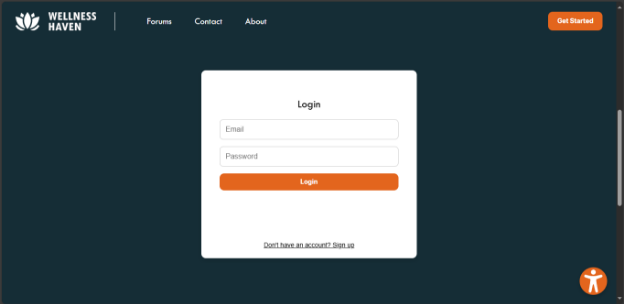 WELLNESS
HAVEN
Forums
Contact
About
Get Started
Login
Email
Password
Login
Don't have an account? Sign up